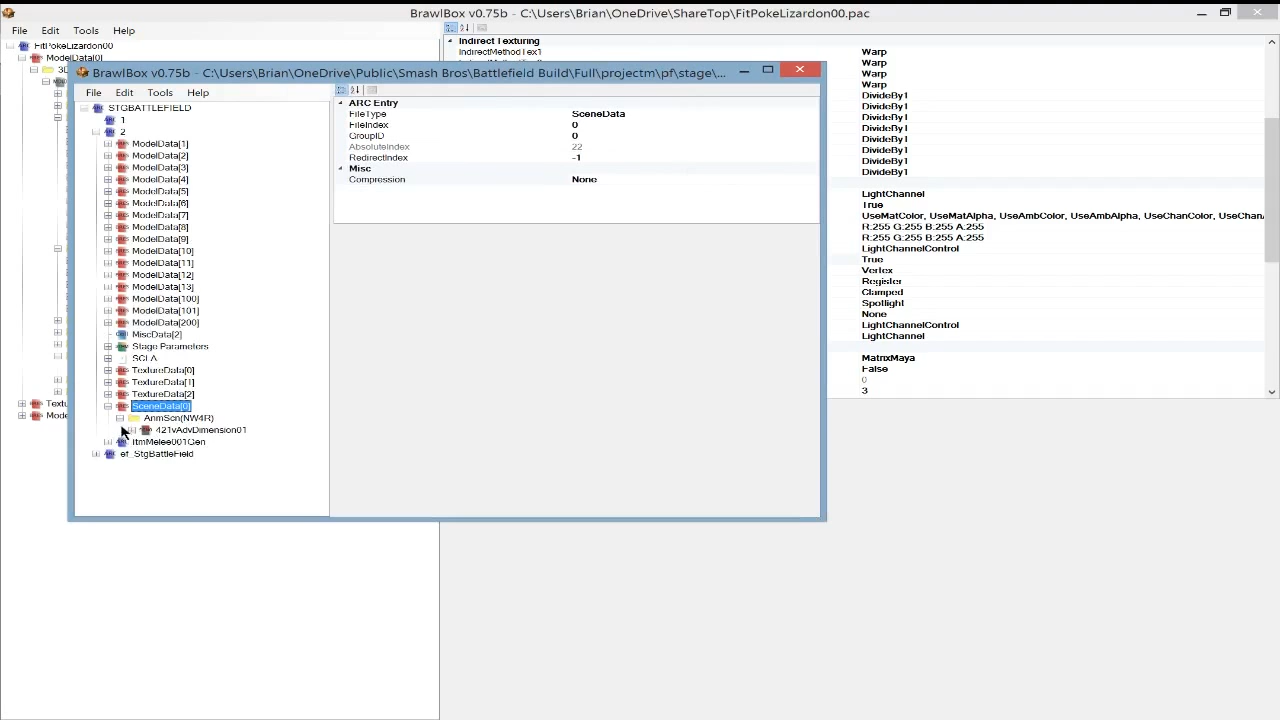 BrawlBox v0.75b - C:\Users\Brian\OneDrive\ShareTop\FitPokeLizardon00.pac
File Edit Tools Help
FitPokeLizardon00
ModelData[0]
Indirect Texturing
IndirectMethodTex1 Warp
Warp
Warp
Warp
DivideBy1
DivideBy1
DivideBy1
DivideBy1
DivideBy1
DivideBy1
DivideBy1
DivideBy1
LightChannel
True
UseMatColor, UseMatAlpha, UseAmbColor, UseAmbAlpha, UseChanColor, UseChan
R:255 G:255 B:255 A:255
R:255 G:255 B:255 A:255
LightChannelControl
True
Vertex
Register
Clamped
Spotlight
None
LightChannelControl
LightChannel
MatrixMaya
False
0
3
BrawlBox v0.75b - C:\Users\Brian\OneDrive\Public\Smash Bros\Battlefield Build\Full\projectm\pf\stage\...
File Edit Tools Help
STGBATTLEFIELD
1
2
ModelData[1]
ModelData[2]
ModelData[3]
ModelData[4]
ModelData[5]
ModelData[6]
ModelData[7]
ModelData[8]
ModelData[9]
ModelData[10]
ModelData[11]
ModelData[12]
ModelData[13]
ModelData[100]
ModelData[101]
ModelData[200]
MiscData[2]
Stage Parameters
SCLA
TextureData[0]
TextureData[1]
TextureData[2]
SceneData[0]
AnmScn(NW4R)
421vAdvDimension01
ItmMelee001Gen
ef_StgBattleField
ARC Entry
FileType SceneData
FileIndex 0
GroupID 0
AbsoluteIndex 22
RedirectIndex -1
Misc
Compression None